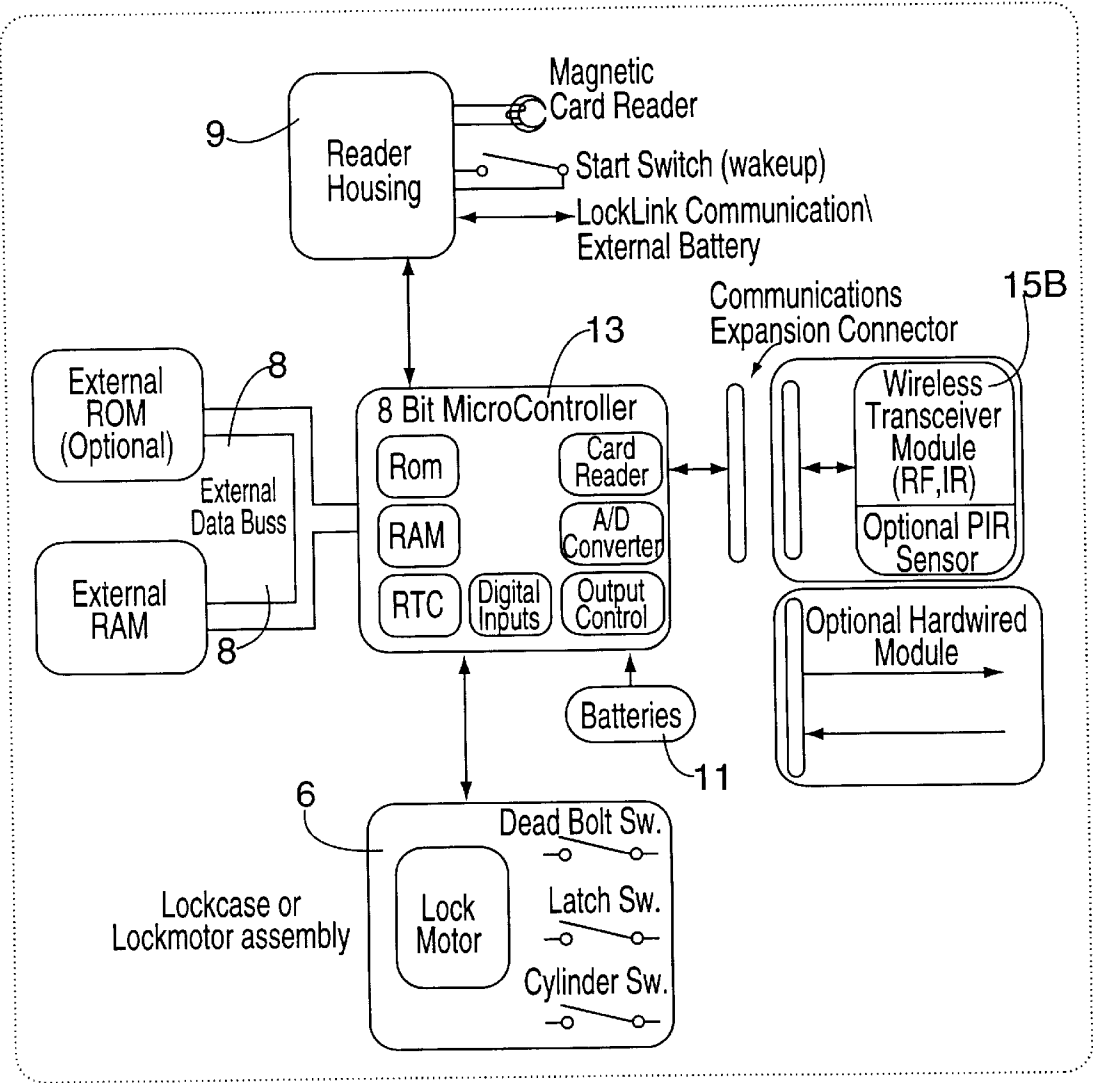 Magnetic
Card Reader
9
Reader
Housing
Start Switch (wakeup)
LockLink Communication\
External Battery
Communications
Expansion Connector
15B
13
8
External
ROM
(Optional)
8 Bit MicroController
Rom
Card
Reader
RAM
A/D
Converter
RTC
Digital
Inputs
Output
Control
External
Data Buss
External
RAM
8
Wireless
Transceiver
Module
(RF,IR)
Optional PIR
Sensor
Optional Hardwired
Module
Batteries
11
6
Dead Bolt Sw.
Latch Sw.
Cylinder Sw.
Lock
Motor
Lockcase or
Lockmotor assembly